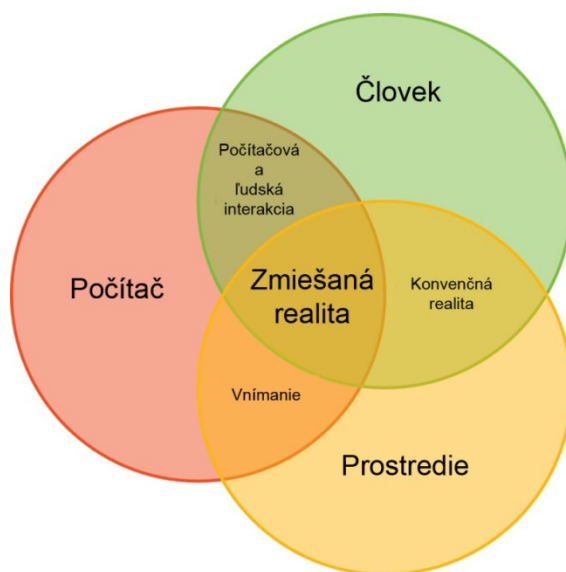 Človek
Počítačová
a
ľudská
interakcia
Počítač
Zmiešaná
realita
Konvenčná
realita
Vnímanie
Prostredie